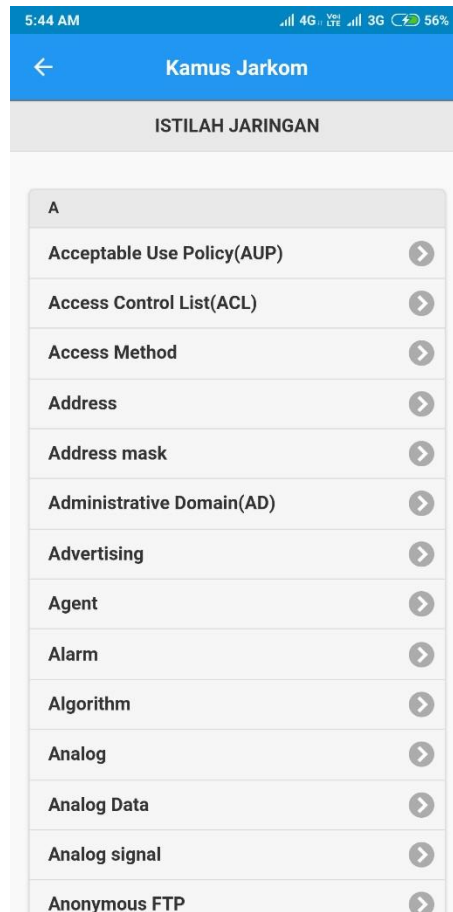 5:44 AM 4G VoLTE 3G 56%
Kamus Jarkom
ISTILAH JARINGAN
A
Acceptable Use Policy(AUP)
Access Control List(ACL)
Access Method
Address
Address mask
Administrative Domain(AD)
Advertising
Agent
Alarm
Algorithm
Analog
Analog Data
Analog signal
Anonymous FTP